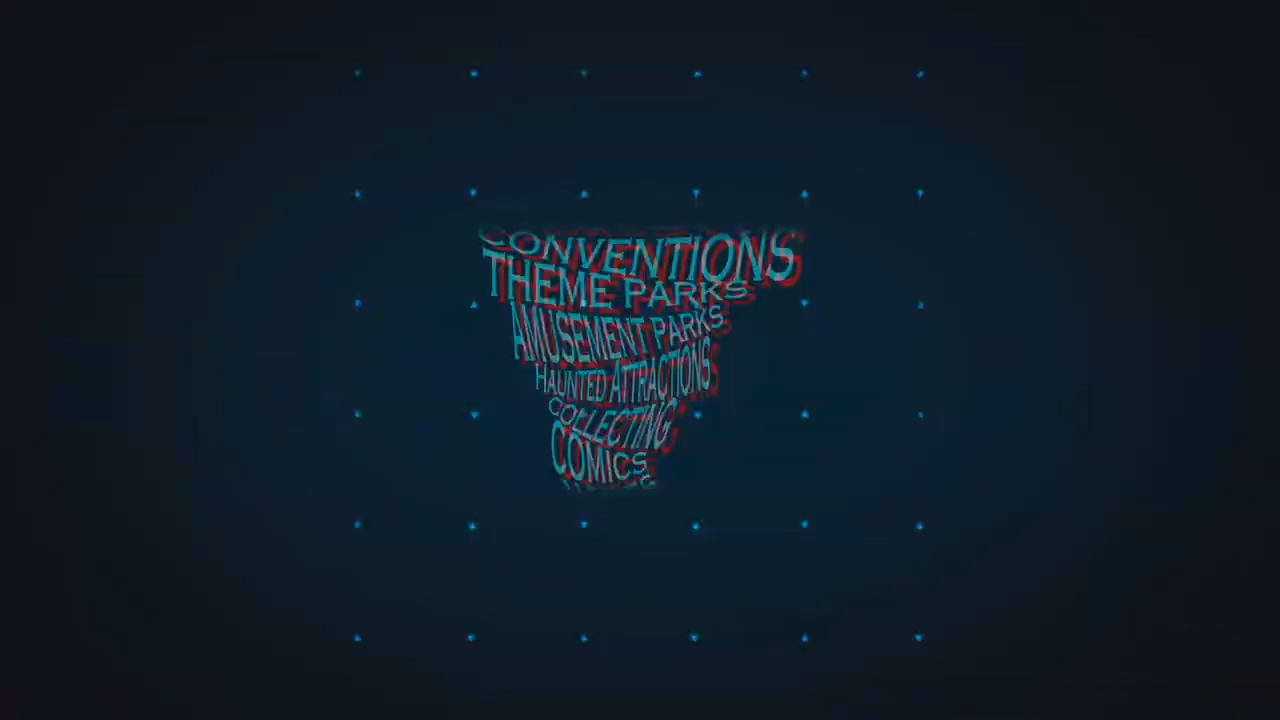 CONVENTIONS
THEME PARKS
AMUSEMENT PARKS
HAUNTED ATTRACTIONS
COLLECTING
COMICS